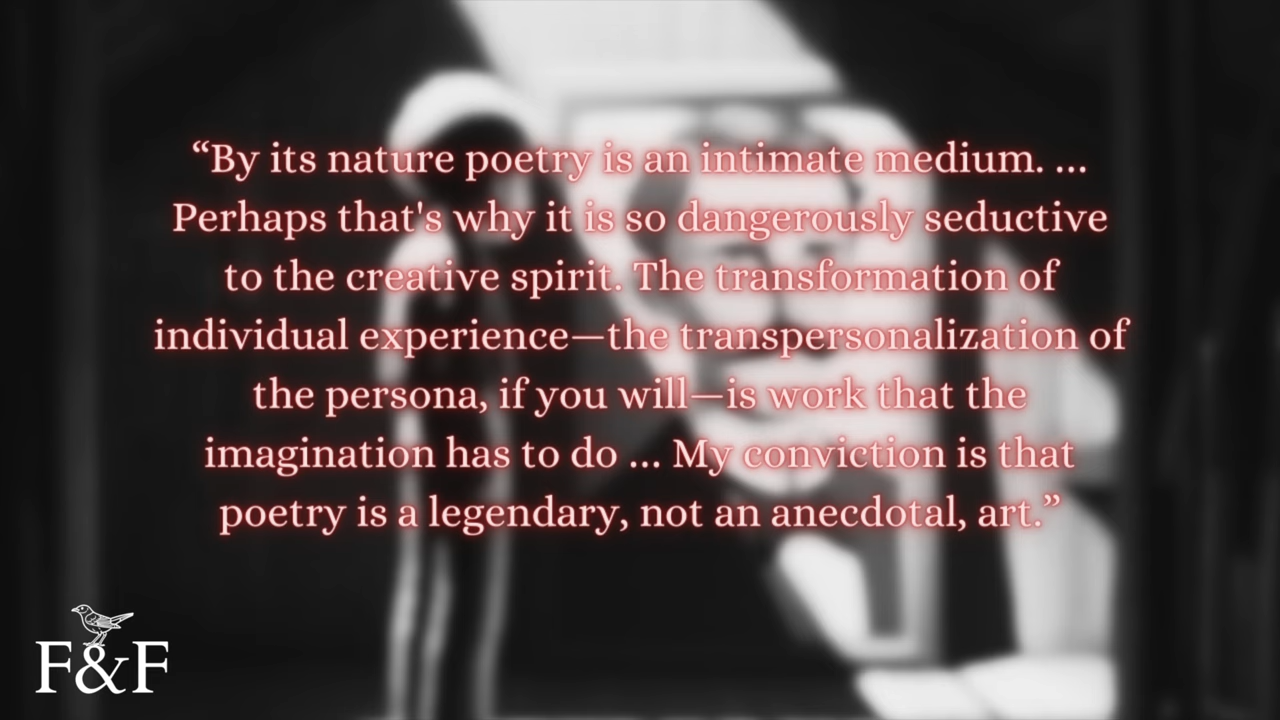 “By its nature poetry is an intimate medium. ...
Perhaps that's why it is so dangerously seductive
to the creative spirit. The transformation of
individual experience—the transpersonalization of
the persona, if you will—is work that the
imagination has to do ... My conviction is that
poetry is a legendary, not an anecdotal, art.”
F&F